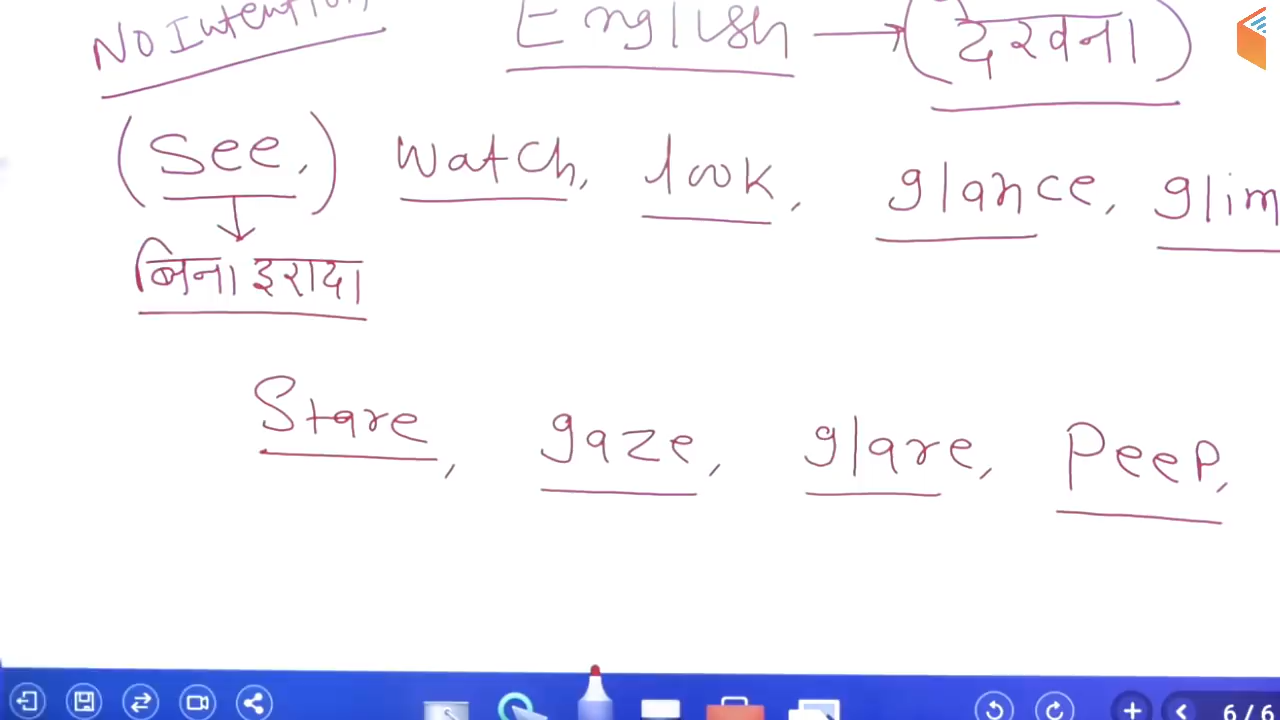 No Intention
English → (देखना)
(See,) Watch, look, glance, glim
बिना इरादा
Stare, gaze, glare, Peep,
6 / 6